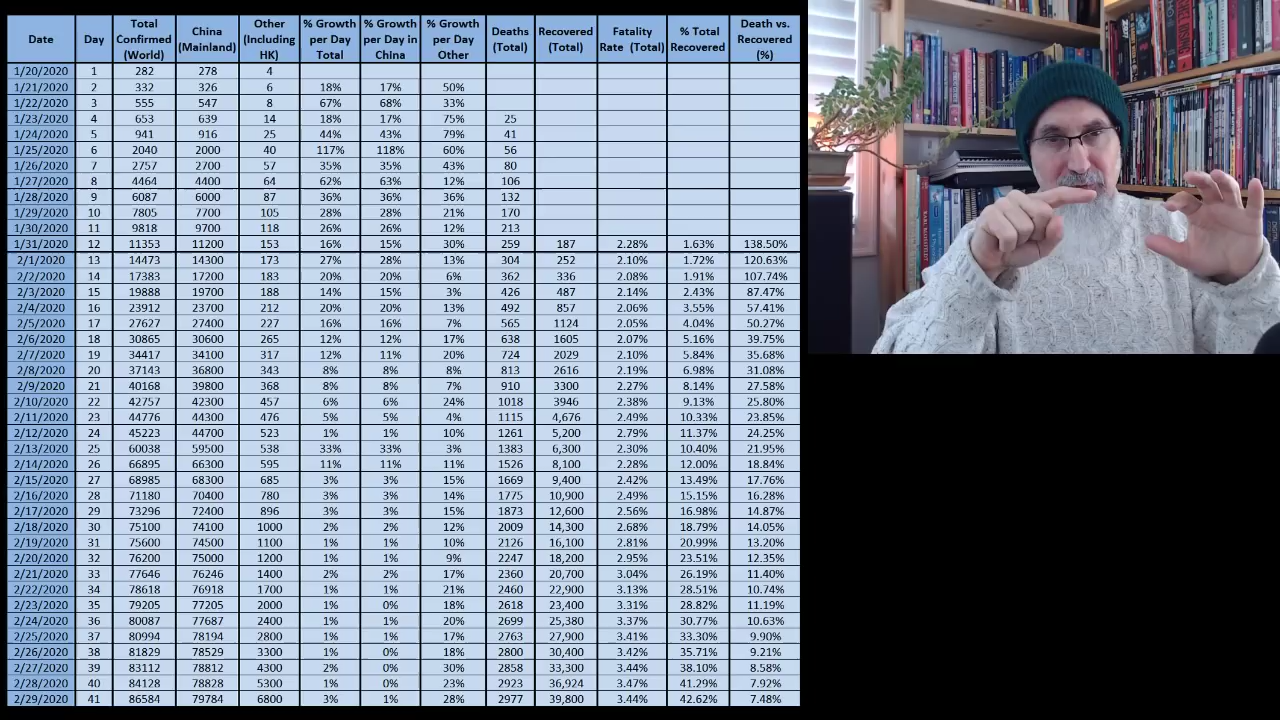 Date Day Total Confirmed (World) China (Mainland) Other (Including HK) % Growth per Day Total % Growth per Day in China % Growth per Day Other Deaths (Total) Recovered (Total) Fatality Rate (Total) % Total Recovered Death vs. Recovered (%)
1/20/2020 1 282 278 4
1/21/2020 2 332 326 6 18% 17% 50%
1/22/2020 3 555 547 8 67% 68% 33%
1/23/2020 4 653 639 14 18% 17% 75% 25
1/24/2020 5 941 916 25 44% 43% 79% 41
1/25/2020 6 2040 2000 40 117% 118% 60% 56
1/26/2020 7 2757 2700 57 35% 35% 43% 80
1/27/2020 8 4464 4400 64 62% 63% 12% 106
1/28/2020 9 6087 6000 87 36% 36% 36% 132
1/29/2020 10 7805 7700 105 28% 28% 21% 170
1/30/2020 11 9818 9700 118 26% 26% 12% 213
1/31/2020 12 11353 11200 153 16% 15% 30% 259 187 2.28% 1.63% 138.50%
2/1/2020 13 14473 14300 173 27% 28% 13% 304 252 2.10% 1.72% 120.63%
2/2/2020 14 17383 17200 183 20% 20% 6% 362 336 2.08% 1.91% 107.74%
2/3/2020 15 19888 19700 188 14% 15% 3% 426 487 2.14% 2.43% 87.47%
2/4/2020 16 23912 23700 212 20% 20% 13% 492 857 2.06% 3.55% 57.41%
2/5/2020 17 27627 27400 227 16% 16% 7% 565 1124 2.05% 4.04% 50.27%
2/6/2020 18 30865 30600 265 12% 12% 17% 638 1605 2.07% 5.16% 39.75%
2/7/2020 19 34417 34100 317 12% 11% 20% 724 2029 2.10% 5.84% 35.68%
2/8/2020 20 37143 36800 343 8% 8% 8% 813 2616 2.19% 6.98% 31.08%
2/9/2020 21 40168 39800 368 8% 8% 7% 910 3300 2.27% 8.14% 27.58%
2/10/2020 22 42757 42300 457 6% 6% 24% 1018 3946 2.38% 9.13% 25.80%
2/11/2020 23 44776 44300 476 5% 5% 4% 1115 4,676 2.49% 10.33% 23.85%
2/12/2020 24 45223 44700 523 1% 1% 10% 1261 5,200 2.79% 11.37% 24.25%
2/13/2020 25 60038 59500 538 33% 33% 3% 1383 6,300 2.30% 10.40% 21.95%
2/14/2020 26 66895 66300 595 11% 11% 11% 1526 8,100 2.28% 12.00% 18.84%
2/15/2020 27 68985 68300 685 3% 3% 15% 1669 9,400 2.42% 13.49% 17.76%
2/16/2020 28 71180 70400 780 3% 3% 14% 1775 10,900 2.49% 15.15% 16.28%
2/17/2020 29 73296 72400 896 3% 3% 15% 1873 12,600 2.56% 16.98% 14.87%
2/18/2020 30 75100 74100 1000 2% 2% 12% 2009 14,300 2.68% 18.79% 14.05%
2/19/2020 31 75600 74500 1100 1% 1% 10% 2126 16,100 2.81% 20.99% 13.20%
2/20/2020 32 76200 75000 1200 1% 1% 9% 2247 18,200 2.95% 23.51% 12.35%
2/21/2020 33 77646 76246 1400 2% 2% 17% 2360 20,700 3.04% 26.19% 11.40%
2/22/2020 34 78618 76918 1700 1% 1% 21% 2460 22,900 3.13% 28.51% 10.74%
2/23/2020 35 79205 77205 2000 1% 0% 18% 2618 23,400 3.31% 28.82% 11.19%
2/24/2020 36 80087 77687 2400 1% 1% 20% 2699 25,380 3.37% 30.77% 10.63%
2/25/2020 37 80994 78194 2800 1% 1% 17% 2763 27,900 3.41% 33.30% 9.90%
2/26/2020 38 81829 78529 3300 1% 0% 18% 2800 30,400 3.42% 35.71% 9.21%
2/27/2020 39 83112 78812 4300 2% 0% 30% 2858 33,300 3.44% 38.10% 8.58%
2/28/2020 40 84128 78828 5300 1% 0% 23% 2923 36,924 3.47% 41.29% 7.92%
2/29/2020 41 86584 79784 6800 3% 1% 28% 2977 39,800 3.44% 42.62% 7.48%